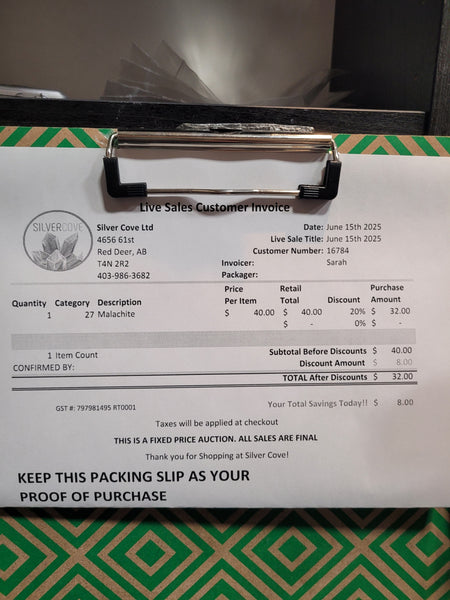 Live Sales Customer Invoice
SILVERCOVE
Silver Cove Ltd
4656 61st
Red Deer, AB
T4N 2R2
403-986-3682
Date: June 15th 2025
Live Sale Title: June 15th 2025
Customer Number: 16784
Invoicer: Sarah
Packager:
Quantity Category Description Price Per Item Retail Total Discount Purchase Amount
1 27 Malachite $ 40.00 $ 40.00 20% $ 32.00
$ - 0% $ -
1 Item Count Subtotal Before Discounts $ 40.00
CONFIRMED BY: Discount Amount $ 8.00
TOTAL After Discounts $ 32.00
GST #: 797981495 RT0001 Your Total Savings Today!! $ 8.00
Taxes will be applied at checkout
THIS IS A FIXED PRICE AUCTION. ALL SALES ARE FINAL
Thank you for Shopping at Silver Cove!
KEEP THIS PACKING SLIP AS YOUR
PROOF OF PURCHASE